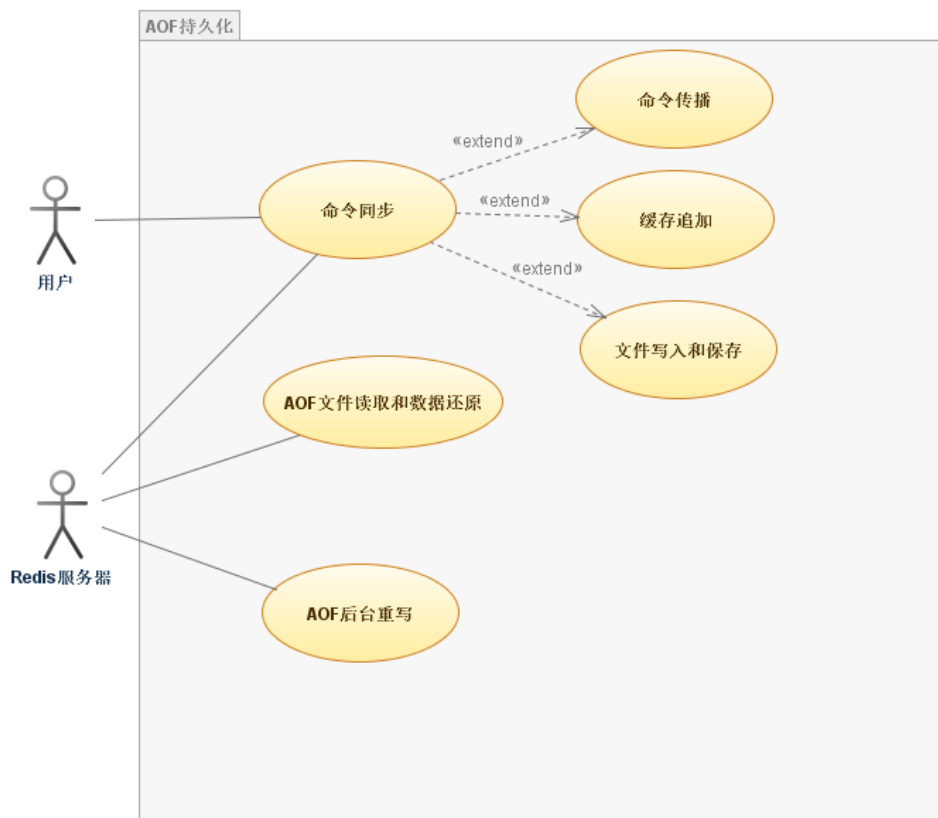 AOF持久化
命令传播
«extend»
命令同步
«extend»
缓存追加
用户
«extend»
文件写入和保存
AOF文件读取和数据还原
Redis服务器
AOF后台重写